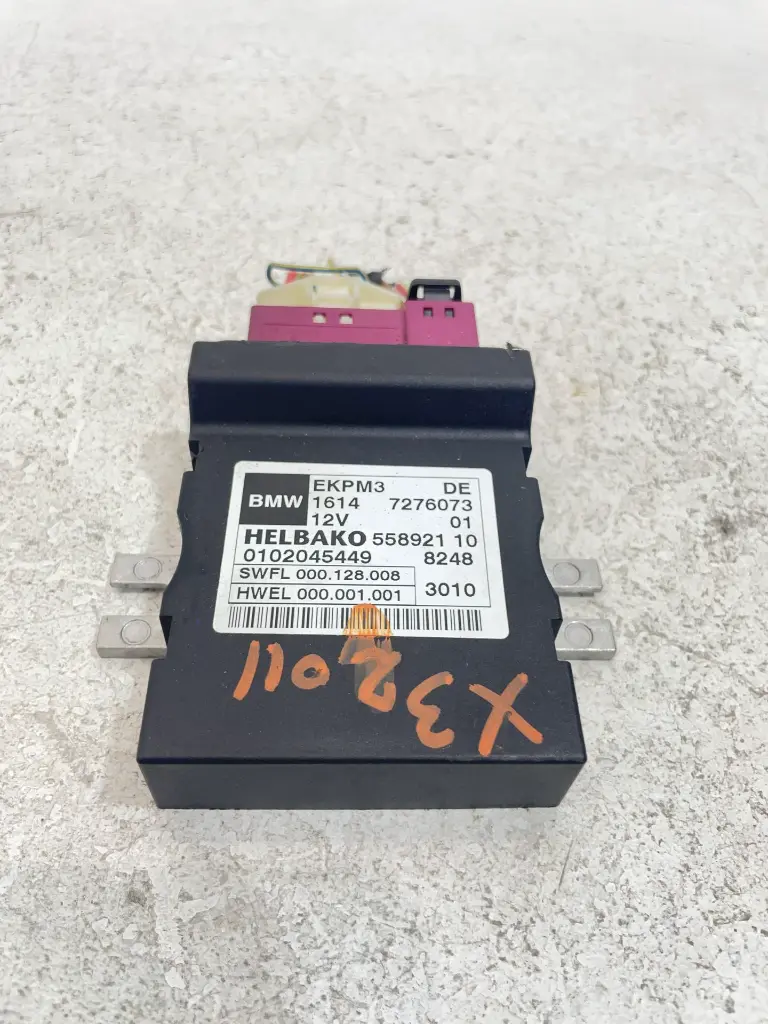 EKPM3 DE
BMW 1614 7276073
12V 01
HELBAKO 558921 10
0102045449 8248
SWFL 000.128.008
HWEL 000.001.001 3010
X3 2011